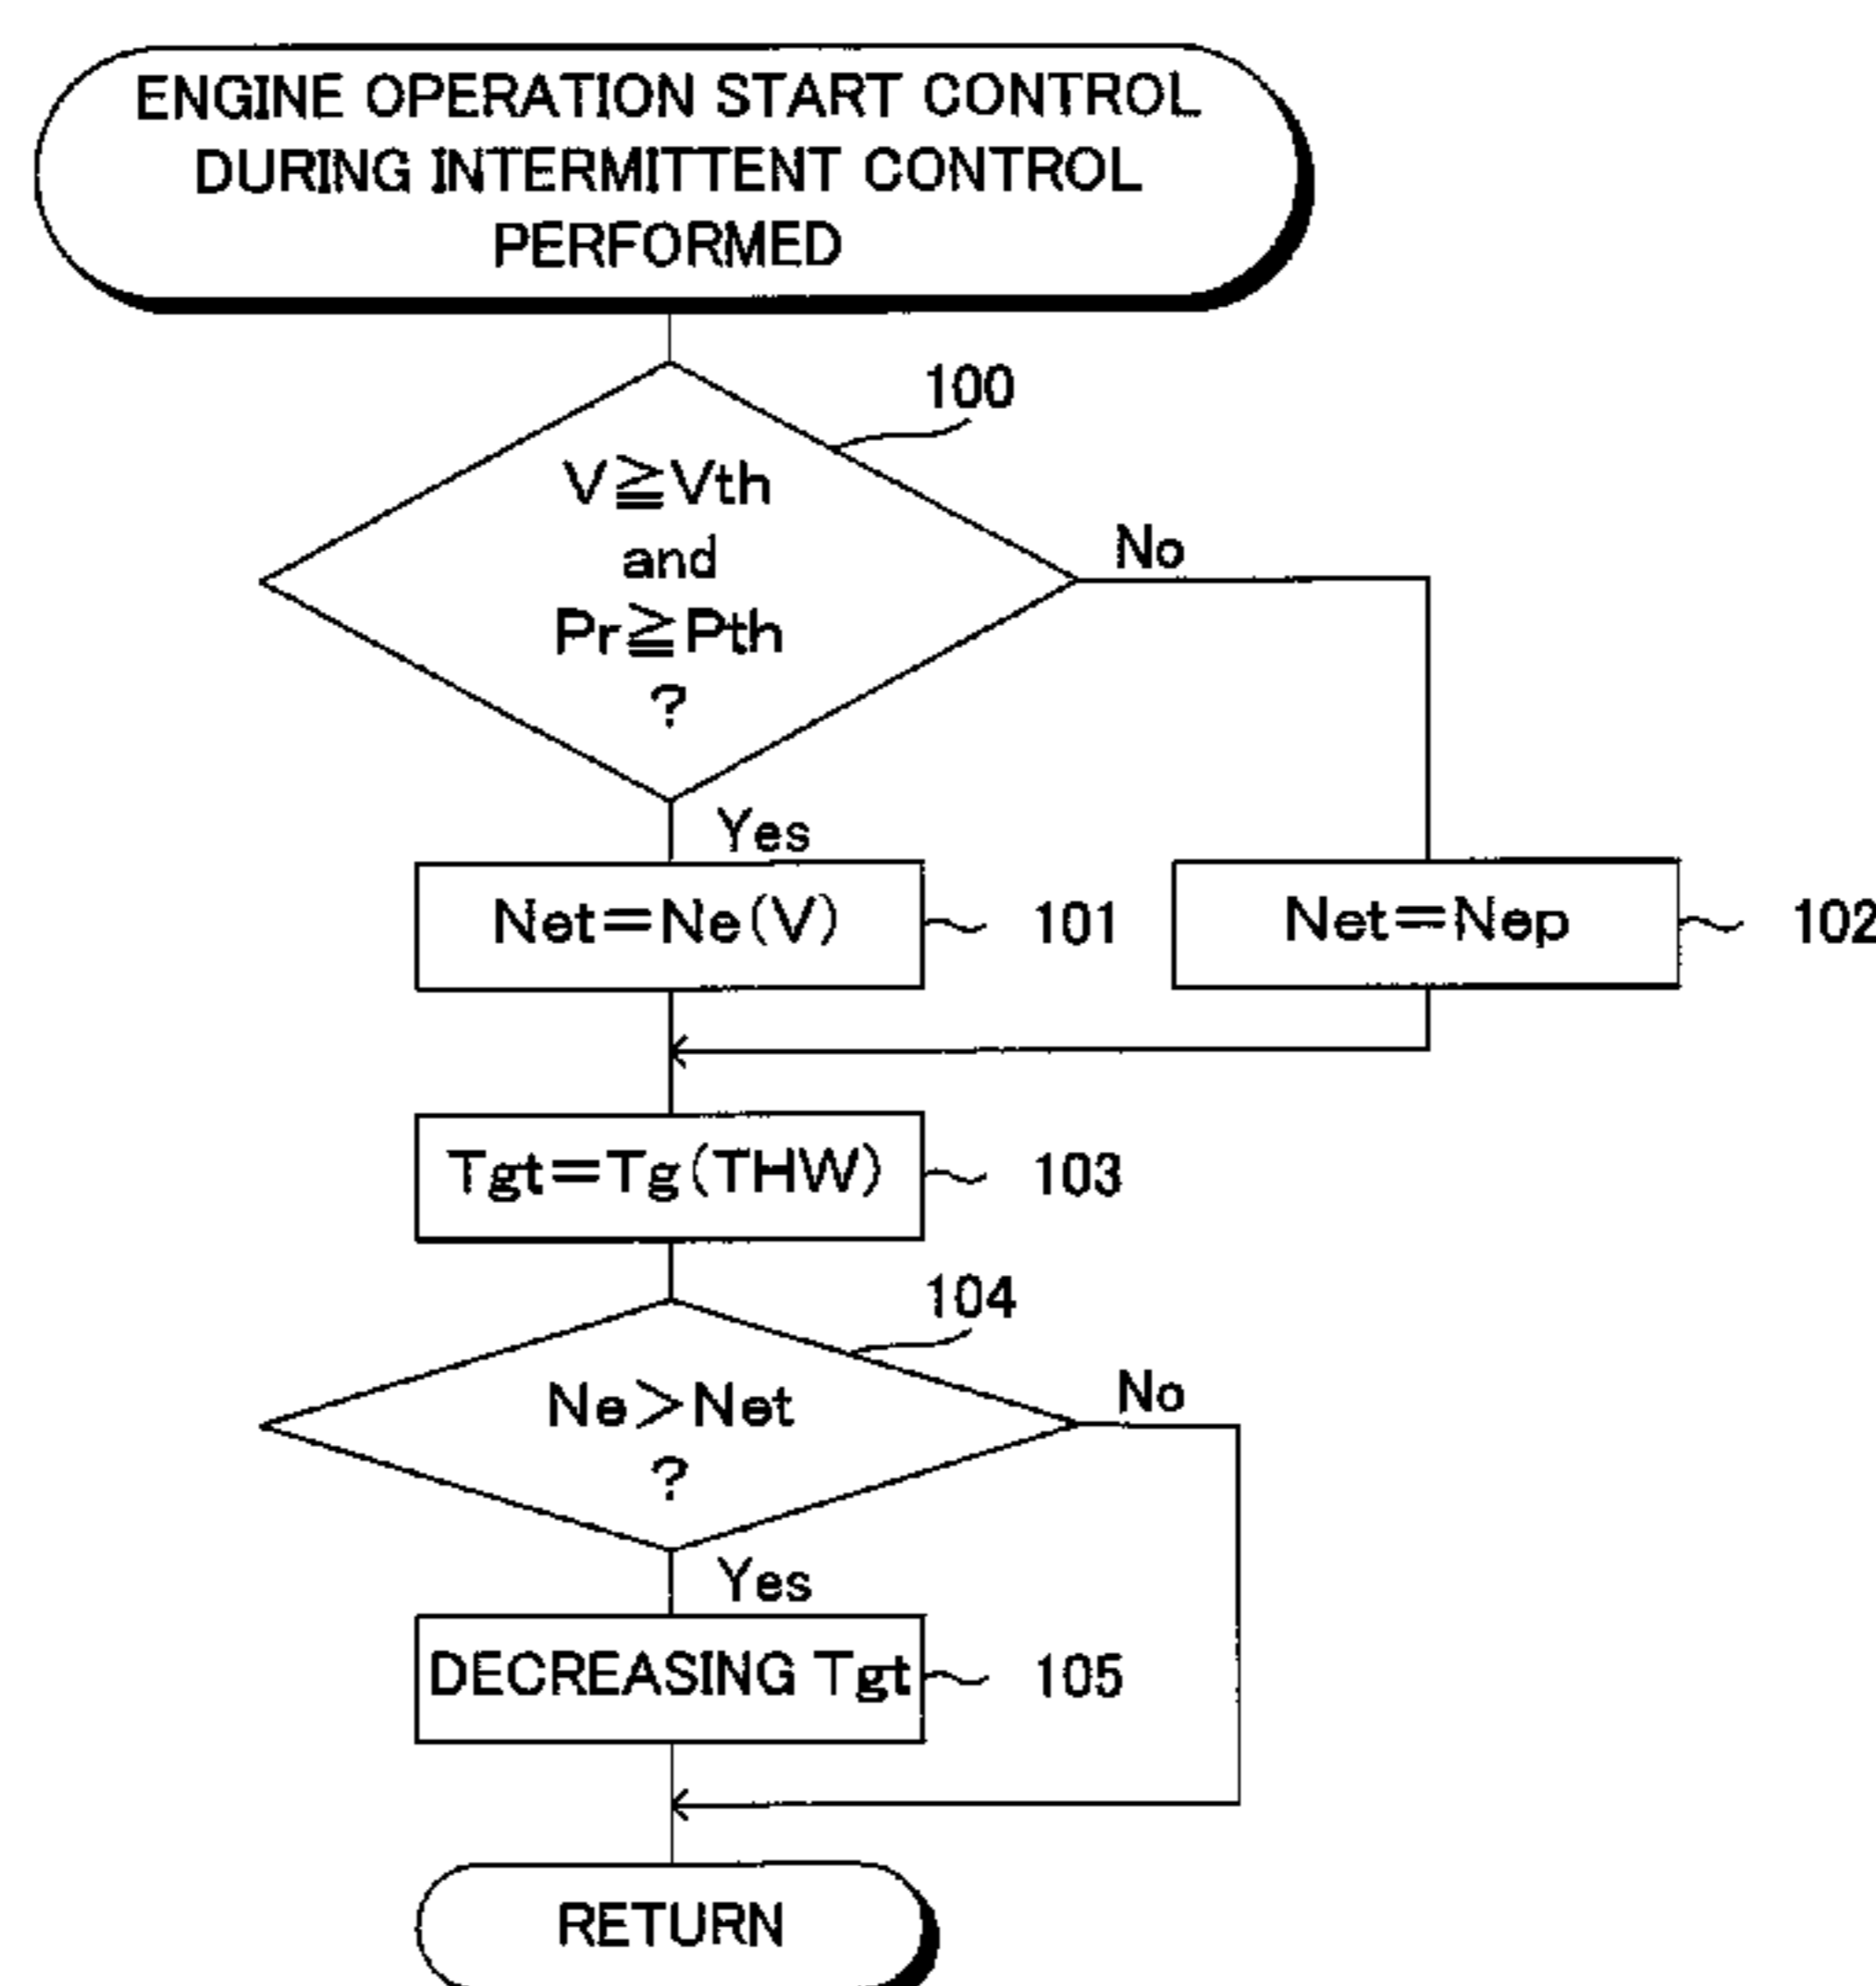 ENGINE OPERATION START CONTROL
DURING INTERMITTENT CONTROL
PERFORMED
100
V≧Vth
and
Pr≧Pth
?
No
Yes
Net=Ne(V)
101
Net=Nep
102
Tgt=Tg(THW)
103
104
Ne>Net
?
No
Yes
DECREASING Tgt
105
RETURN